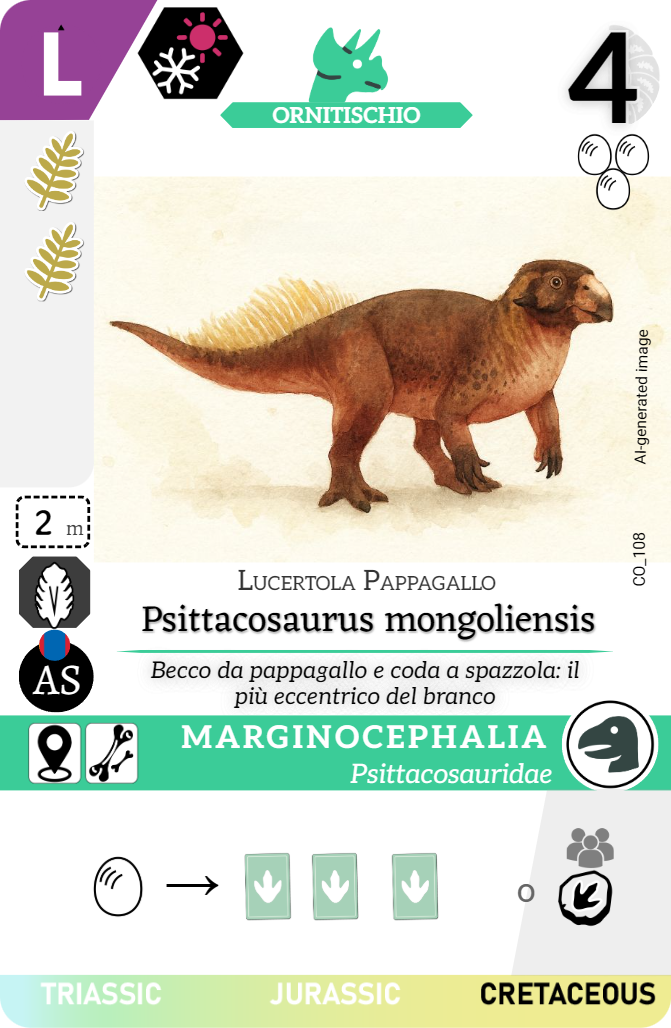 L
ORNITISCHIO
4
AI-generated image
2 m
CO_108
Lucertola Pappagallo
Psittacosaurus mongoliensis
AS
Becco da pappagallo e coda a spazzola: il
più eccentrico del branco
MARGINOCEPHALIA
Psittacosauridae
o
TRIASSIC JURASSIC CRETACEOUS